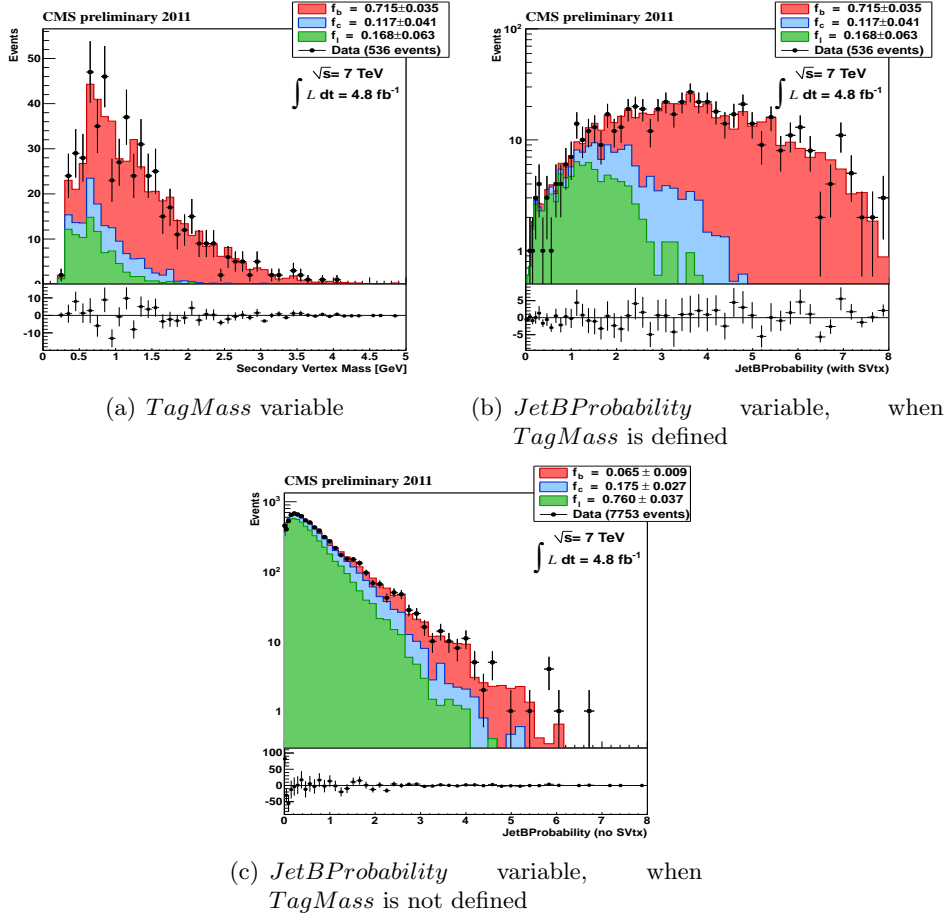 CMS preliminary 2011
f_b = 0.715±0.035
f_c = 0.117±0.041
f_l = 0.168±0.063
Data (536 events)
√s= 7 TeV
∫ L dt = 4.8 fb⁻¹
Events
50
40
30
20
10
0
10
0
-10
0 0.5 1 1.5 2 2.5 3 3.5 4 4.5 5
Secondary Vertex Mass [GeV]
(a) TagMass variable
CMS preliminary 2011
f_b = 0.715±0.035
f_c = 0.117±0.041
f_l = 0.168±0.063
Data (536 events)
√s= 7 TeV
∫ L dt = 4.8 fb⁻¹
Events
10²
10
1
5
0
-5
0 1 2 3 4 5 6 7 8
JetBProbability (with SVtx)
(b) JetBProbability variable, when
TagMass is defined
CMS preliminary 2011
f_b = 0.065 ± 0.009
f_c = 0.175 ± 0.027
f_l = 0.760 ± 0.037
Data (7753 events)
√s= 7 TeV
∫ L dt = 4.8 fb⁻¹
Events
10³
10²
10
1
100
50
0
-50
0 1 2 3 4 5 6 7 8
JetBProbability (no SVtx)
(c) JetBProbability variable, when
TagMass is not defined